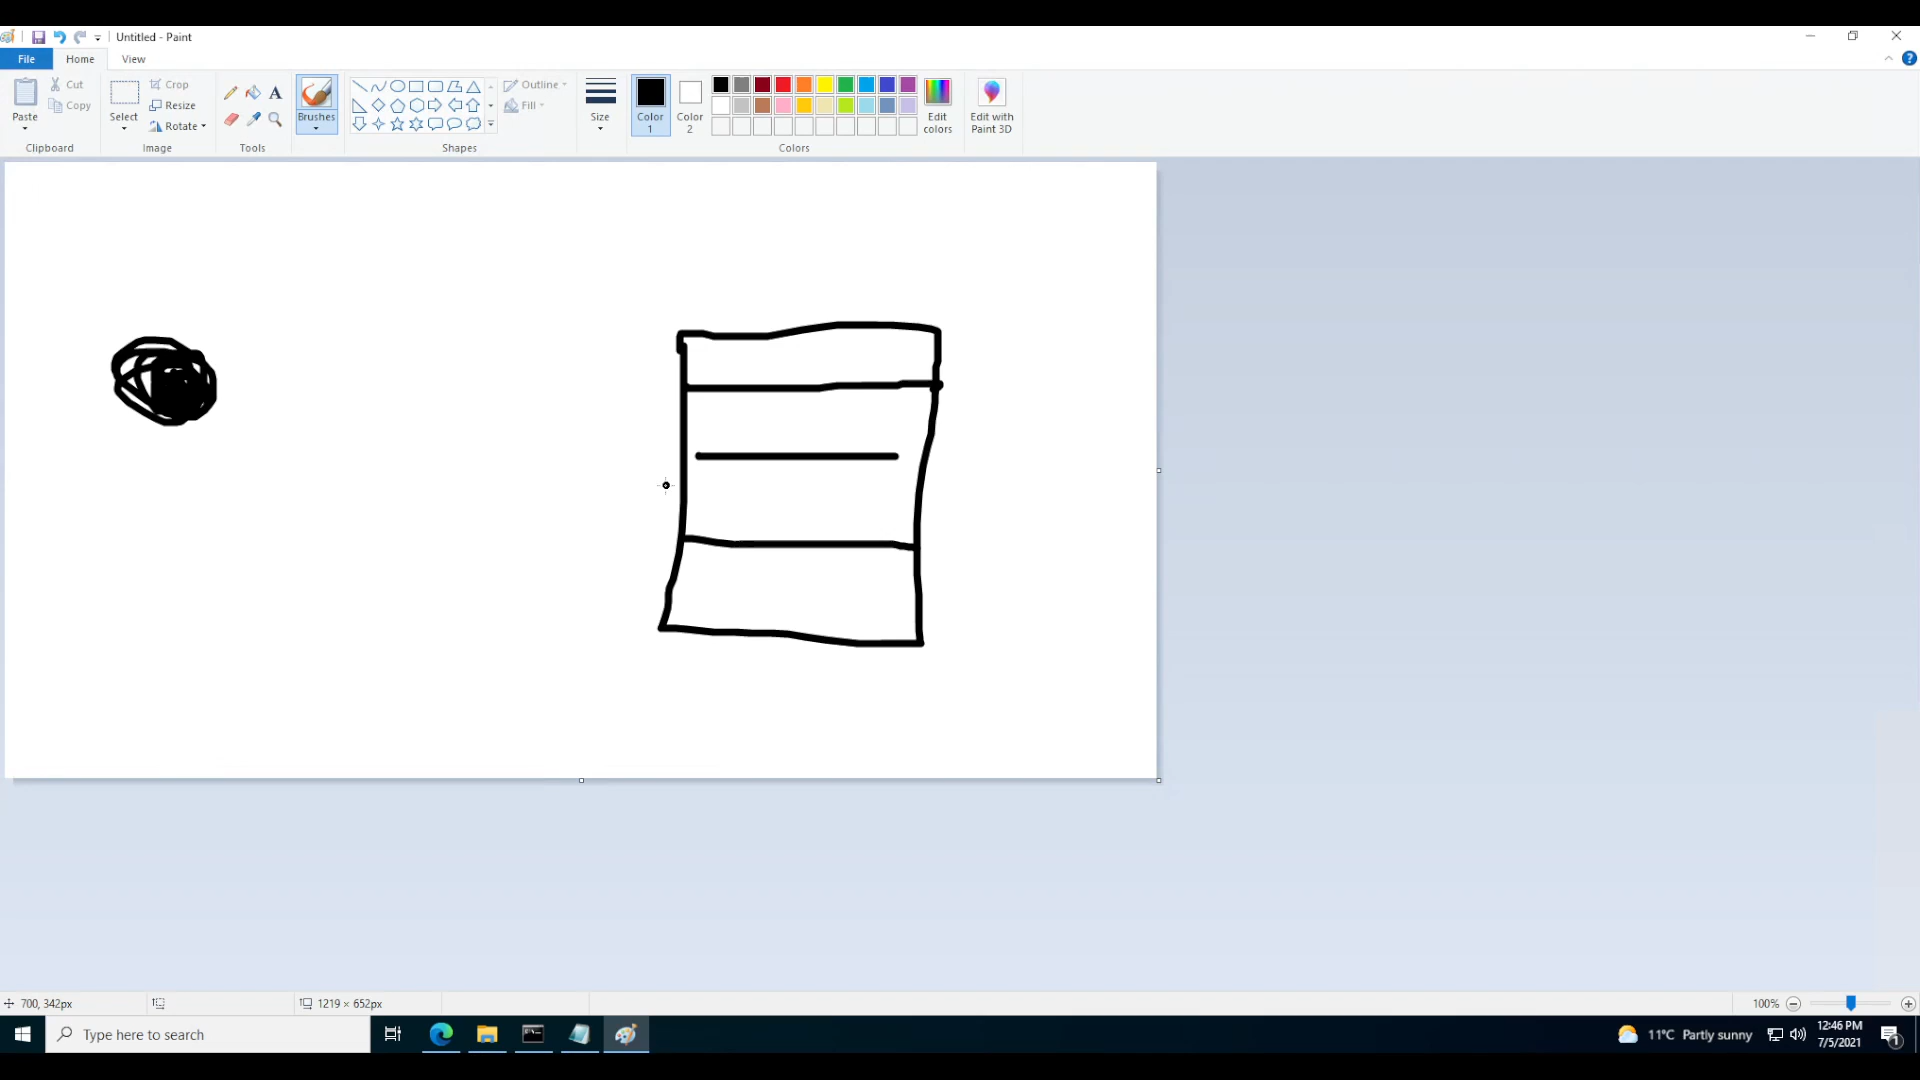 Untitled - Paint
File Home View
Paste
Cut
Copy
Clipboard
Select
Crop
Resize
Rotate
Image
A
Tools
Brushes
Shapes
Outline
Fill
Size
Color 1
Color 2
Edit colors
Colors
Edit with Paint 3D
700, 342px
1219 × 652px
100%
Type here to search
11°C Partly sunny
12:46 PM
7/5/2021
1